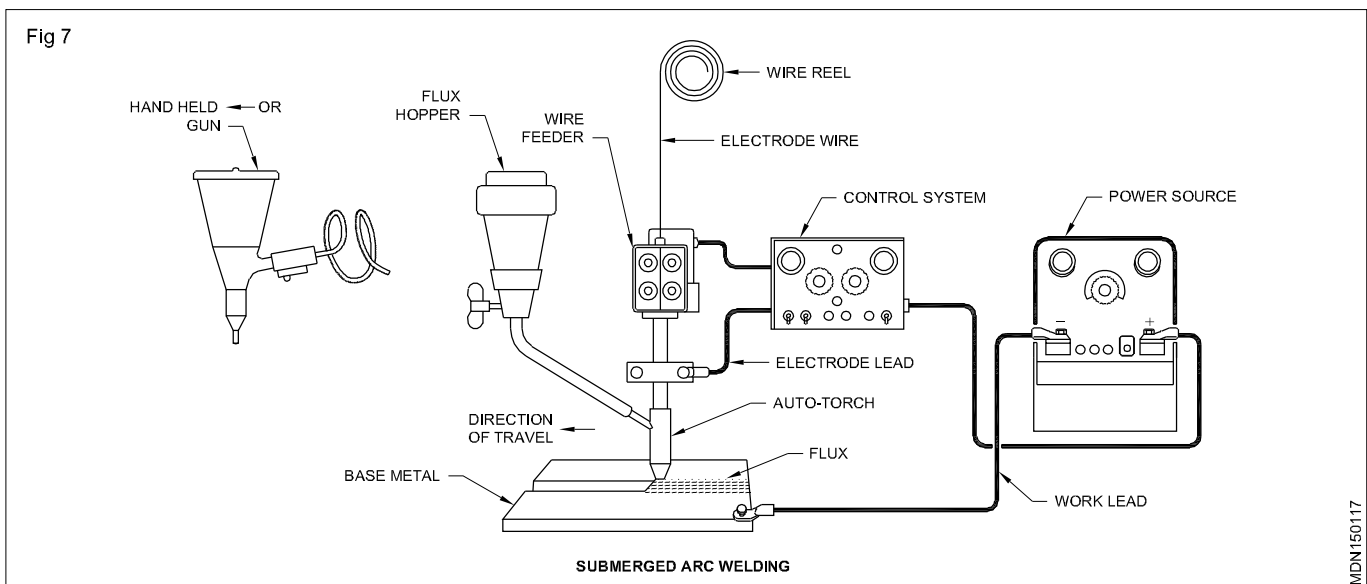 Fig 7
WIRE REEL
HAND HELD
OR
GUN
FLUX
HOPPER
WIRE
FEEDER
ELECTRODE WIRE
CONTROL SYSTEM
POWER SOURCE
– +
ELECTRODE LEAD
AUTO-TORCH
DIRECTION
OF TRAVEL
FLUX
BASE METAL
WORK LEAD
SUBMERGED ARC WELDING
MDN150117